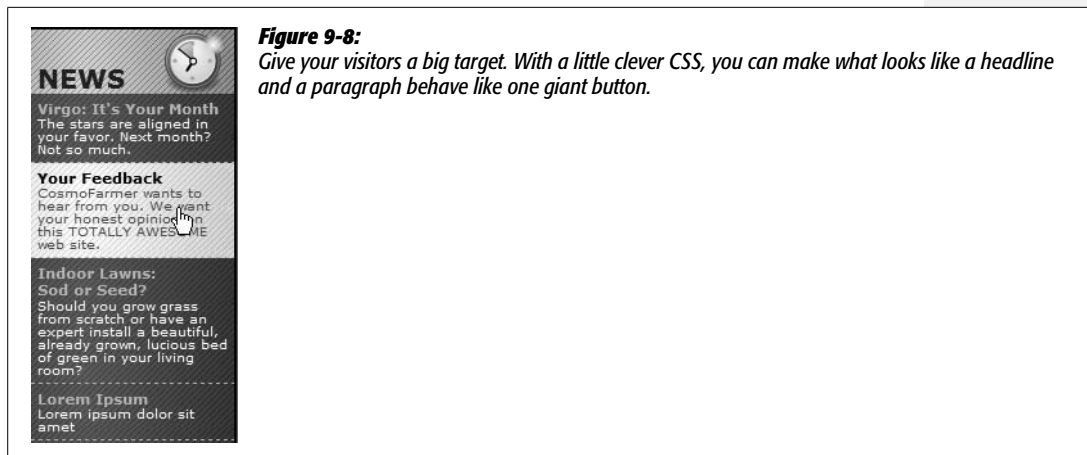 Figure 9-8:
Give your visitors a big target. With a little clever CSS, you can make what looks like a headline
and a paragraph behave like one giant button.
NEWS
Virgo: It's Your Month
The stars are aligned in
your favor. Next month?
Not so much.
Your Feedback
CosmoFarmer wants to
hear from you. We want
your honest opinion on
this TOTALLY AWESOME
web site.
Indoor Lawns:
Sod or Seed?
Should you grow grass
from scratch or have an
expert install a beautiful,
already grown, lucious bed
of green in your living
room?
Lorem Ipsum
Lorem ipsum dolor sit
amet